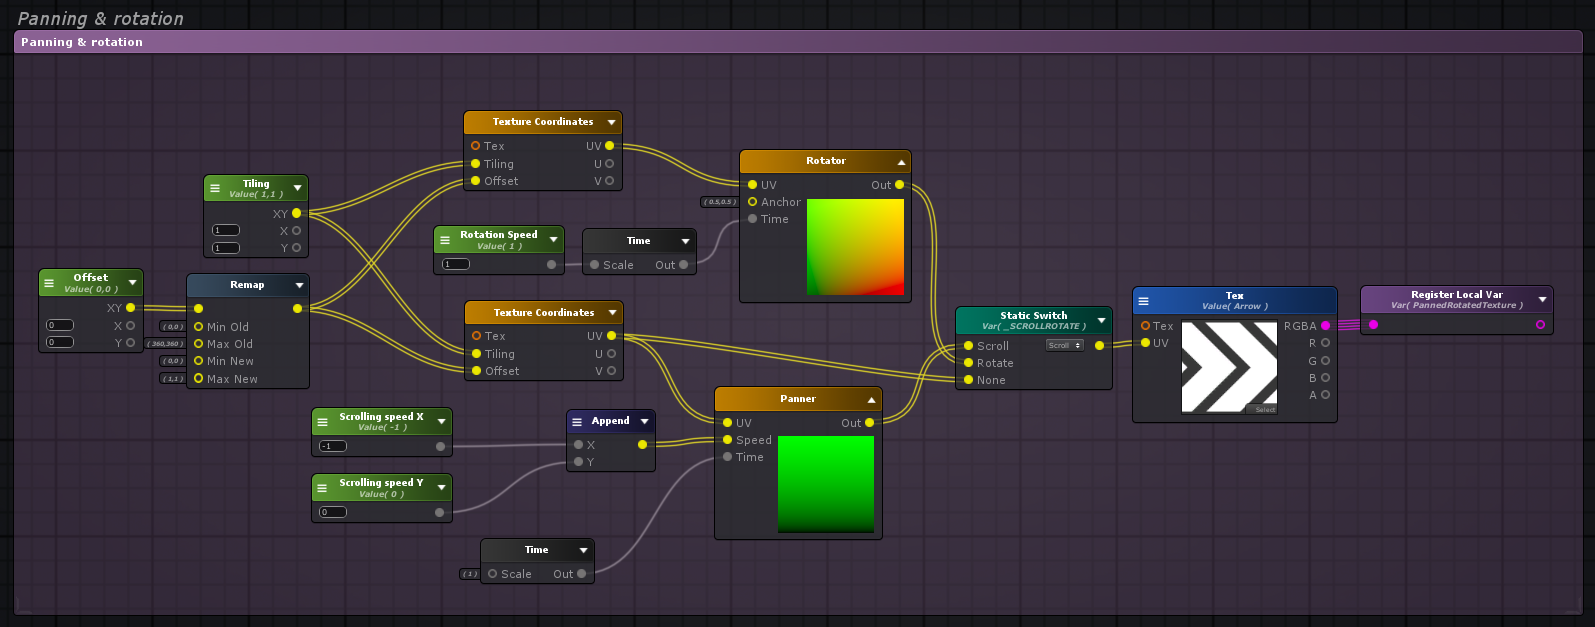 Panning & rotation
Panning & rotation
Texture Coordinates
Tex UV
Tiling U
Offset V
Tiling
Value( 1,1 )
XY
1 X
1 Y
Rotator
UV Out
( 0.5,0.5 ) Anchor
Time
Rotation Speed
Value( 1 )
1
Time
Scale Out
Offset
Value( 0,0 )
XY
0 X
0 Y
Remap
( 0,0 ) Min Old
( 360,360 ) Max Old
( 0,0 ) Min New
( 1,1 ) Max New
Texture Coordinates
Tex UV
Tiling U
Offset V
Static Switch
Var( _SCROLLROTATE )
Scroll Scroll
Rotate
None
Tex
Value( Arrow )
Tex RGBA
UV R
G
B
A
Select
Register Local Var
Var( PannedRotatedTexture )
Scrolling speed X
Value( -1 )
-1
Append
X
Y
Panner
UV Out
Speed
Time
Scrolling speed Y
Value( 0 )
0
Time
( 1 ) Scale Out